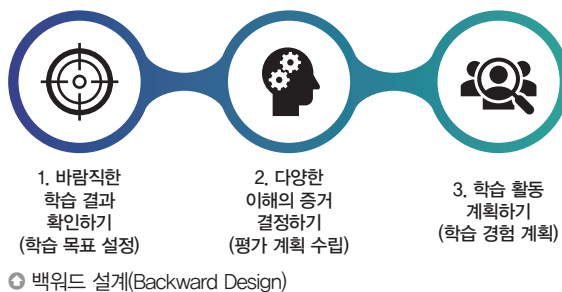 1. 바람직한
학습 결과
확인하기
(학습 목표 설정)
2. 다양한
이해의 증거
결정하기
(평가 계획 수립)
3. 학습 활동
계획하기
(학습 경험 계획)
백워드 설계(Backward Design)